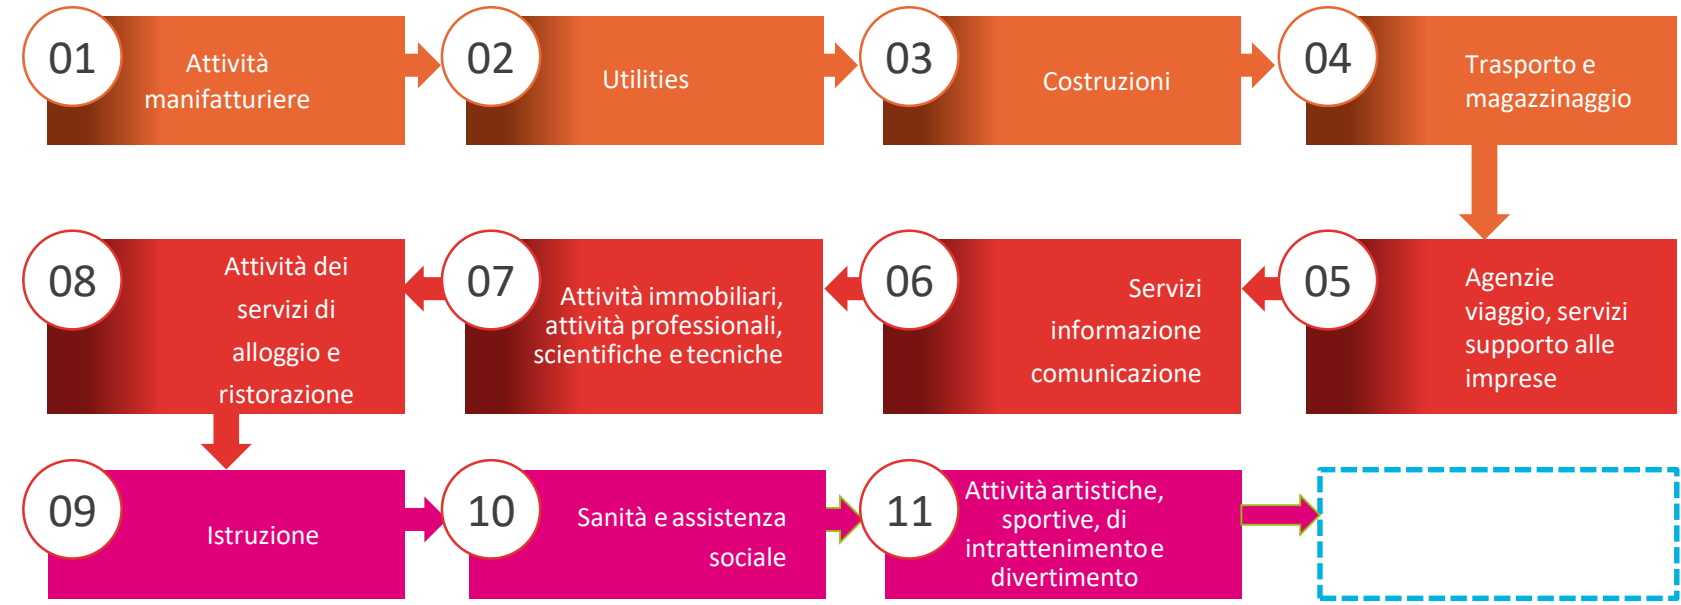 01
Attività
manifatturiere
02
Utilities
03
Costruzioni
04
Trasporto e
magazzinaggio
05
Agenzie
viaggio, servizi
supporto alle
imprese
06
Servizi
informazione
comunicazione
07
Attività immobiliari,
attività professionali,
scientifiche e tecniche
08
Attività dei
servizi di
alloggio e
ristorazione
09
Istruzione
10
Sanità e assistenza
sociale
11
Attività artistiche,
sportive, di
intrattenimento e
divertimento